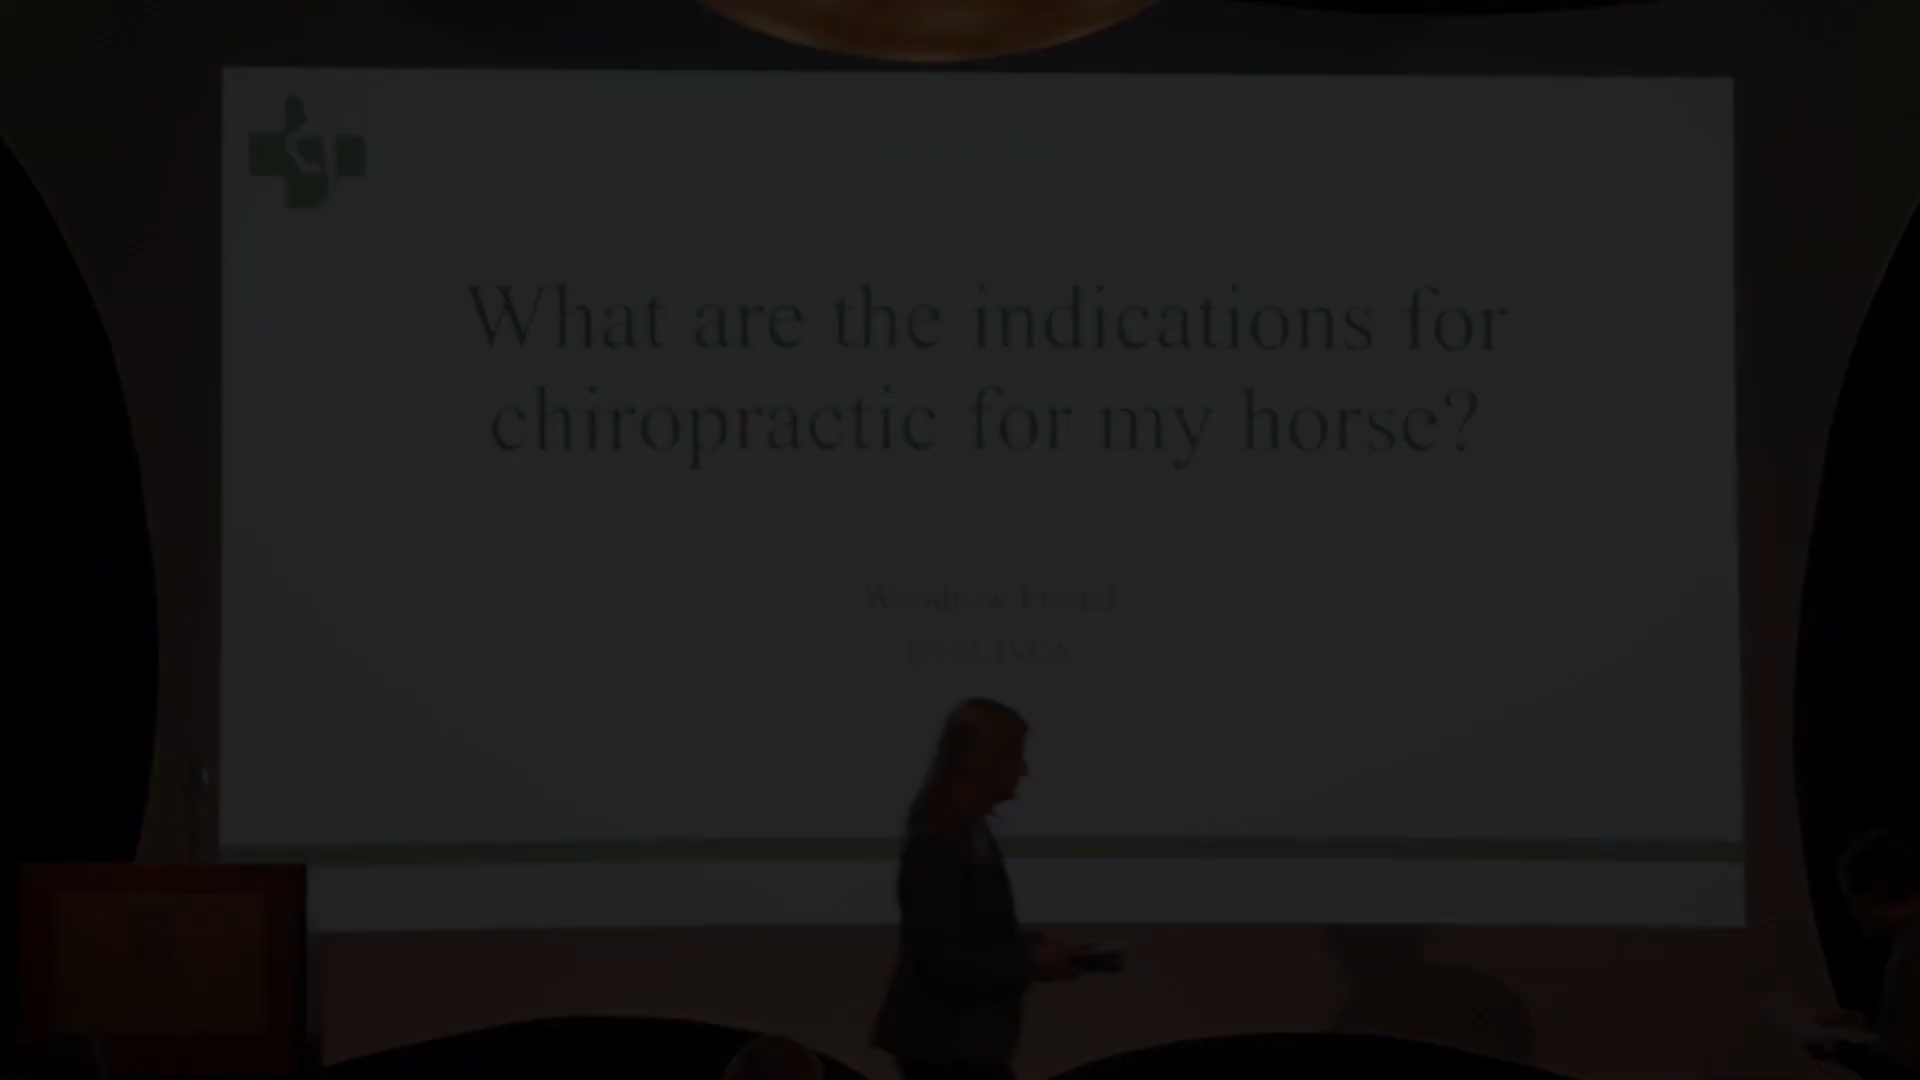 What are the indications for
chiropractic for my horse?